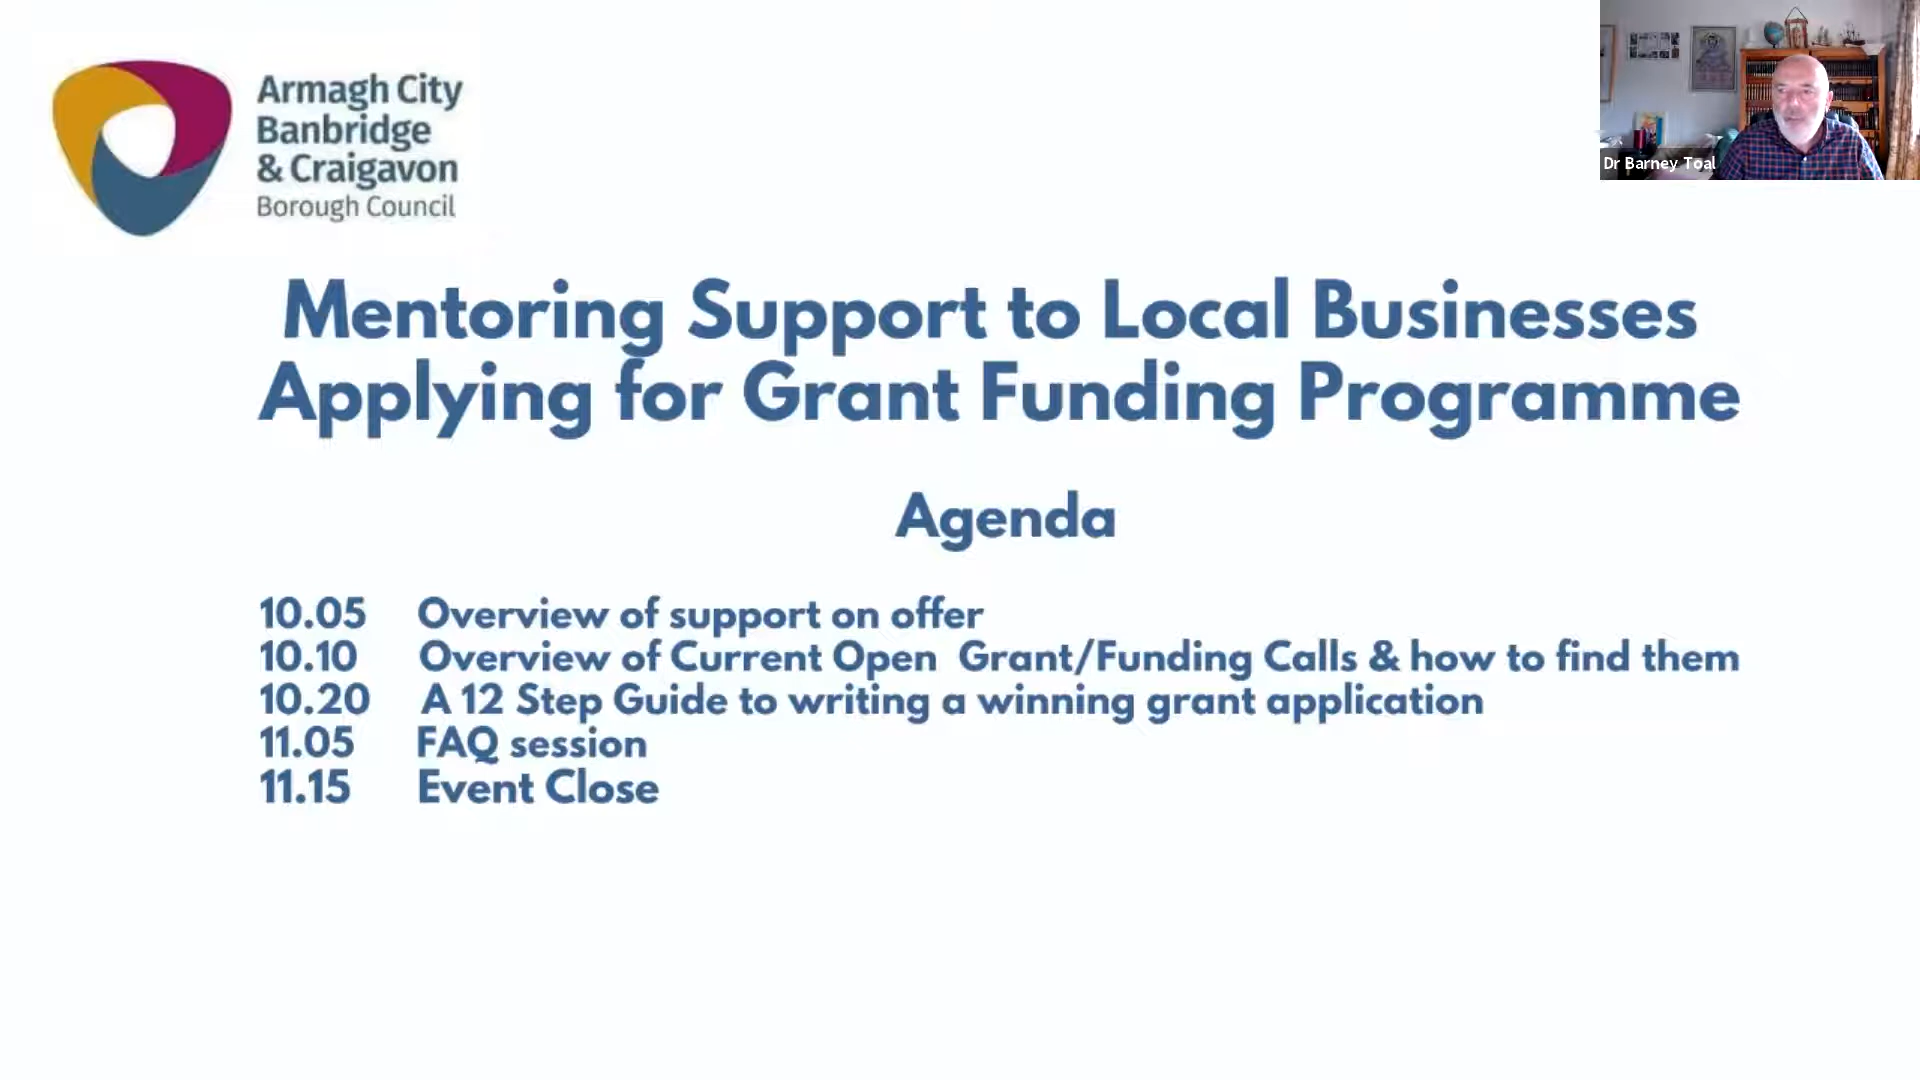 Armagh City
Banbridge
& Craigavon
Borough Council
Dr Barney Toal
Mentoring Support to Local Businesses
Applying for Grant Funding Programme
Agenda
10.05 Overview of support on offer
10.10 Overview of Current Open Grant/Funding Calls & how to find them
10.20 A 12 Step Guide to writing a winning grant application
11.05 FAQ session
11.15 Event Close